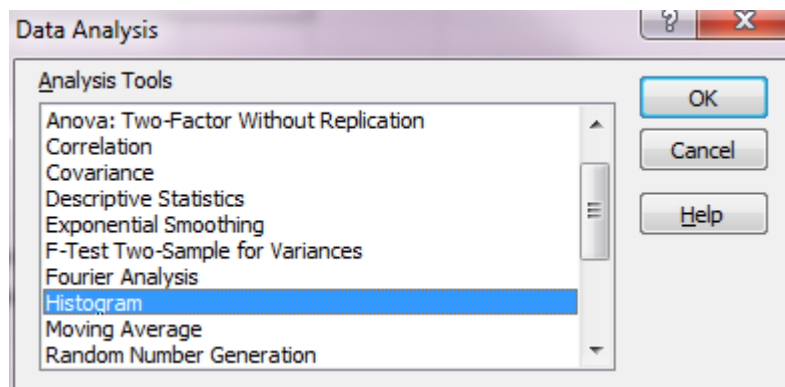 Data Analysis
Analysis Tools
Anova: Two-Factor Without Replication
Correlation
Covariance
Descriptive Statistics
Exponential Smoothing
F-Test Two-Sample for Variances
Fourier Analysis
Histogram
Moving Average
Random Number Generation
OK
Cancel
Help